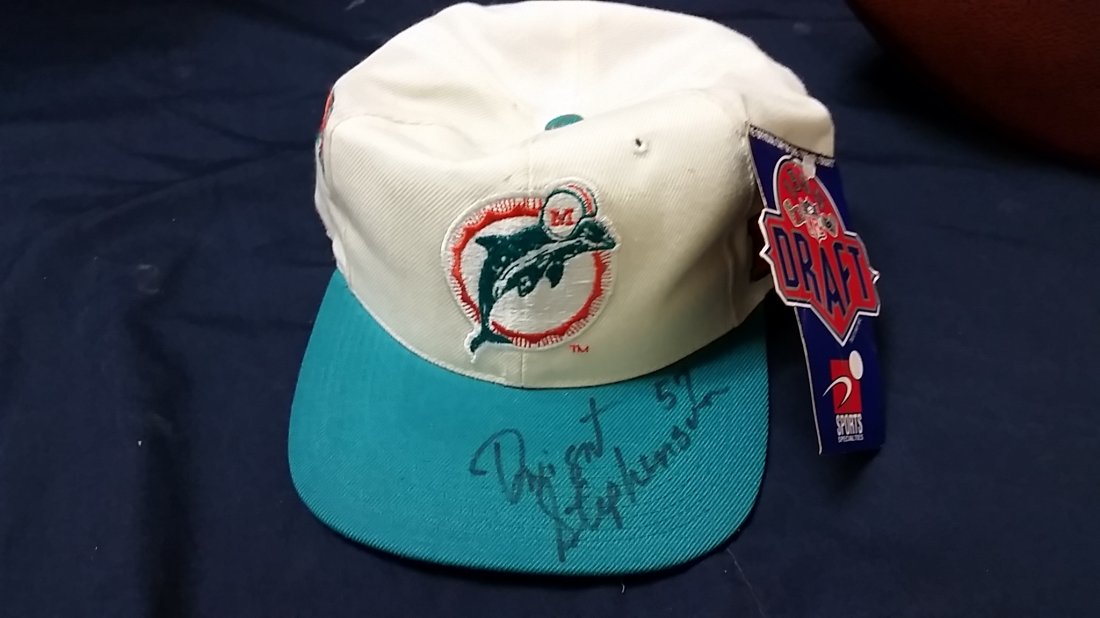 M
TM
DRAFT
SPORTS
SPECIALTIES
57
Dwight
Stephenson